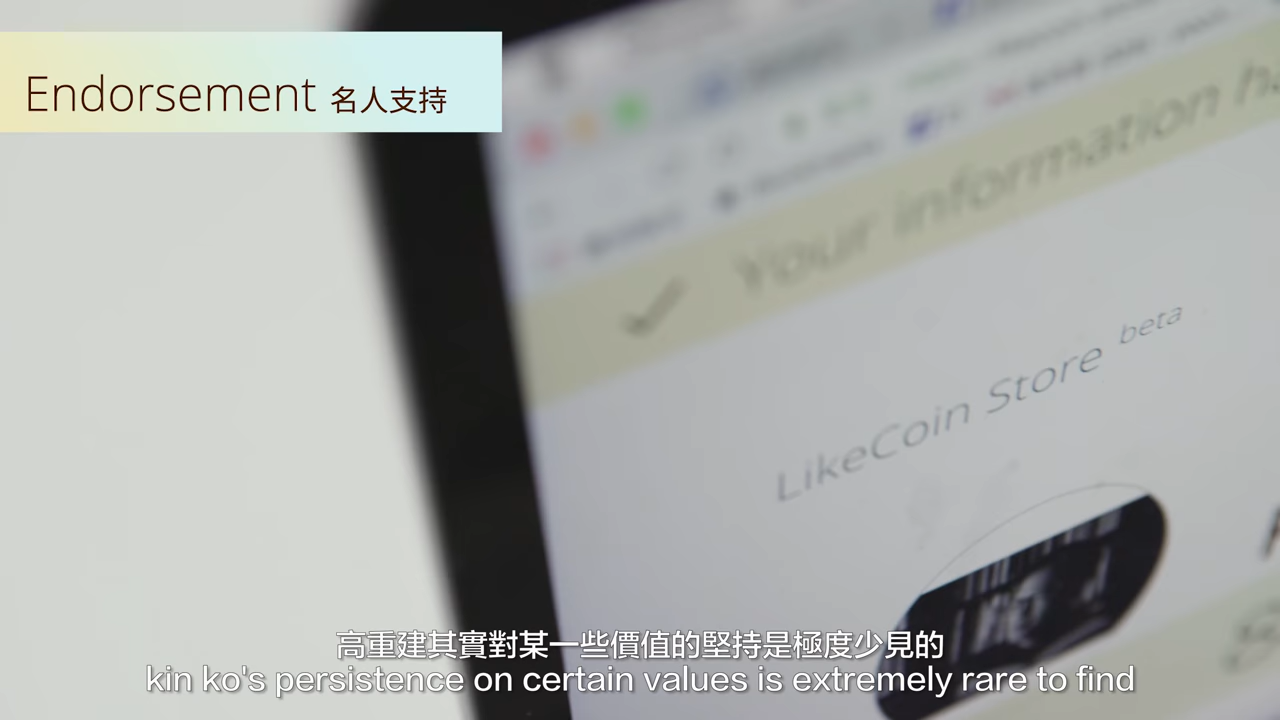 Endorsement 名人支持
Your information ha
LikeCoin Store beta
高重建其實對某一些價值的堅持是極度少見的
kin ko's persistence on certain values is extremely rare to find